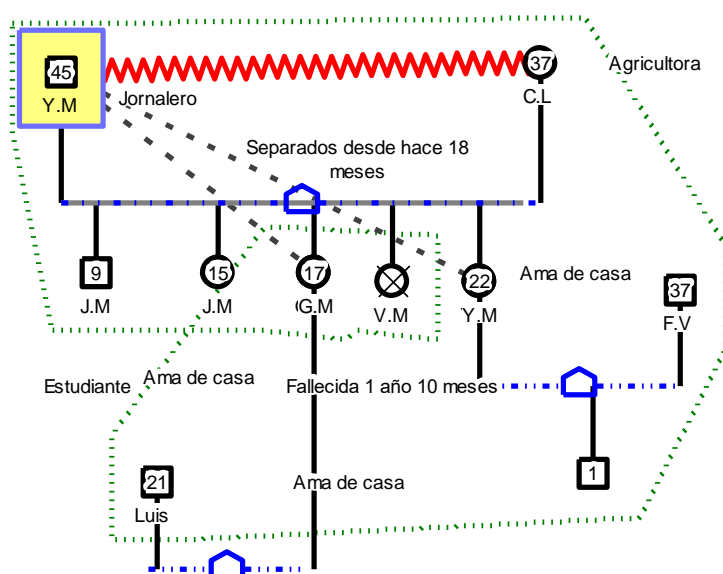 45
Y.M
Jornalero
37
C.L
Agricultora
Separados desde hace 18
meses
9
J.M
15
J.M
17
G.M
V.M
22
Y.M
Ama de casa
37
F.V
Estudiante
Ama de casa
Fallecida 1 año 10 meses
1
21
Luis
Ama de casa